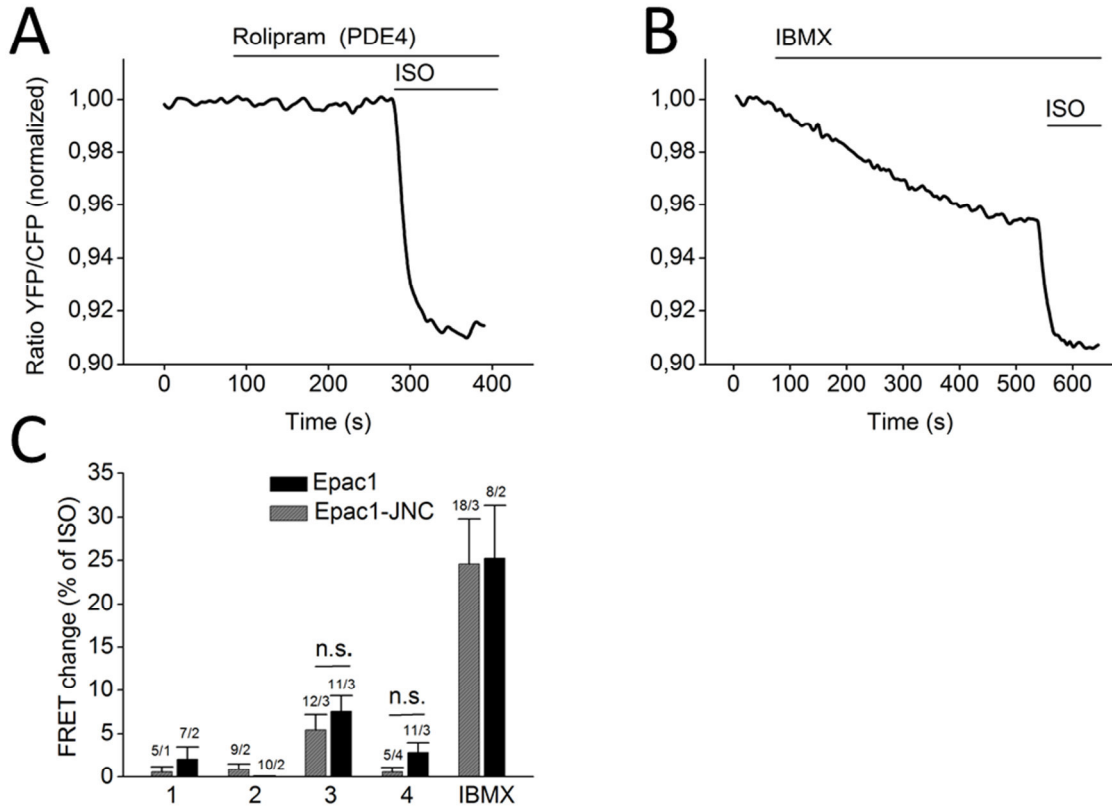 A
Rolipram (PDE4)
ISO
1,00
0,98
0,96
0,94
0,92
0,90
Ratio YFP/CFP (normalized)
0 100 200 300 400
Time (s)
B
IBMX
ISO
1,00
0,98
0,96
0,94
0,92
0,90
0 100 200 300 400 500 600
Time (s)
C
35
30
25
20
15
10
5
0
FRET change (% of ISO)
Epac1
Epac1-JNC
5/1
7/2
9/2
10/2
n.s.
12/3
11/3
n.s.
5/4
11/3
18/3
8/2
1 2 3 4 IBMX